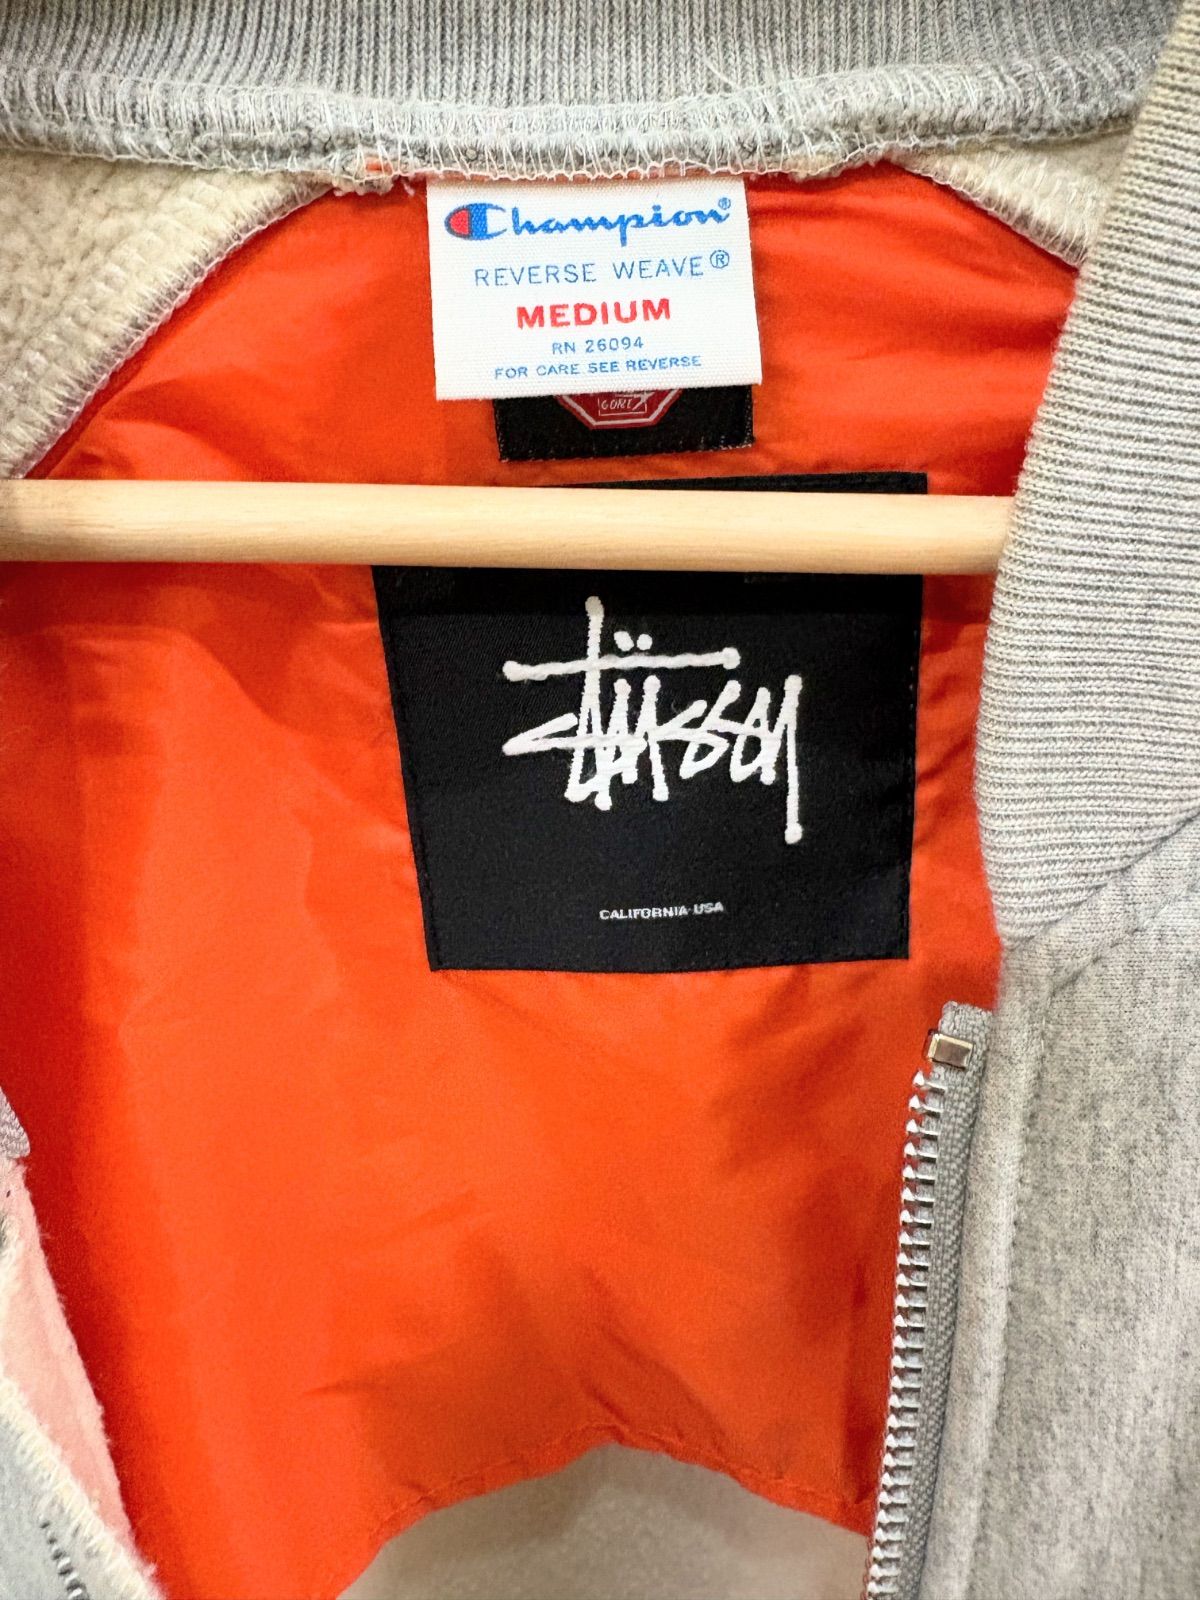 Champion®
REVERSE WEAVE®
MEDIUM
RN 26094
FOR CARE SEE REVERSE
Stüssy
CALIFORNIA USA